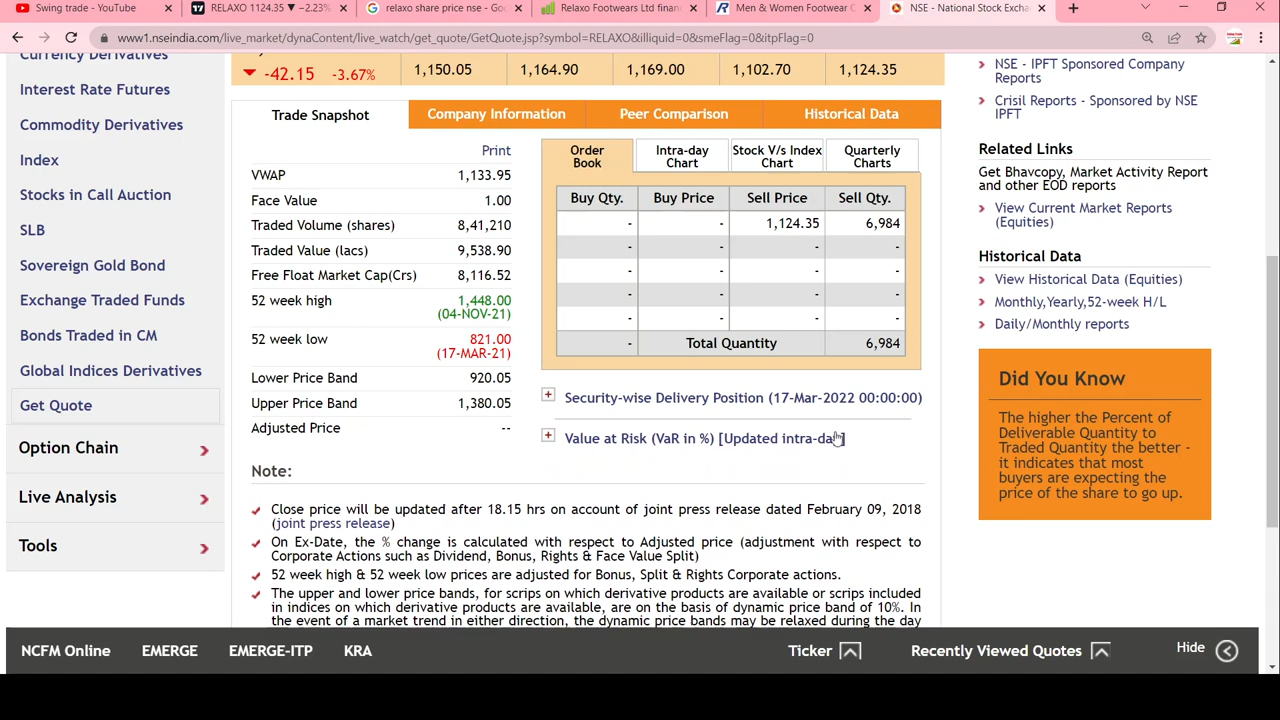 Swing trade - YouTube
RELAXO 1124.35 ▼ −2.23%
relaxo share price nse - Goo
Relaxo Footwears Ltd financ
Men & Women Footwear C
NSE - National Stock Exchan
www1.nseindia.com/live_market/dynaContent/live_watch/get_quote/GetQuote.jsp?symbol=RELAXO&illiquid=0&smeFlag=0&itpFlag=0
Currency Derivatives
Interest Rate Futures
Commodity Derivatives
Index
Stocks in Call Auction
SLB
Sovereign Gold Bond
Exchange Traded Funds
Bonds Traded in CM
Global Indices Derivatives
Get Quote
Option Chain
Live Analysis
Tools
-42.15 -3.67% 1,150.05 1,164.90 1,169.00 1,102.70 1,124.35
Trade Snapshot Company Information Peer Comparison Historical Data
Print
VWAP 1,133.95
Face Value 1.00
Traded Volume (shares) 8,41,210
Traded Value (lacs) 9,538.90
Free Float Market Cap(Crs) 8,116.52
52 week high 1,448.00
(04-NOV-21)
52 week low 821.00
(17-MAR-21)
Lower Price Band 920.05
Upper Price Band 1,380.05
Adjusted Price --
Order Book
Intra-day Chart
Stock V/s Index Chart
Quarterly Charts
Buy Qty. Buy Price Sell Price Sell Qty.
- - 1,124.35 6,984
- - - -
- - - -
- - - -
- - - -
- Total Quantity 6,984
Security-wise Delivery Position (17-Mar-2022 00:00:00)
Value at Risk (VaR in %) [Updated intra-day]
Note:
Close price will be updated after 18.15 hrs on account of joint press release dated February 09, 2018
(joint press release)
On Ex-Date, the % change is calculated with respect to Adjusted price (adjustment with respect to
Corporate Actions such as Dividend, Bonus, Rights & Face Value Split)
52 week high & 52 week low prices are adjusted for Bonus, Split & Rights Corporate actions.
The upper and lower price bands, for scrips on which derivative products are available or scrips included
in indices on which derivative products are available, are on the basis of dynamic price band of 10%. In
the event of a market trend in either direction, the dynamic price bands may be relaxed during the day
NSE - IPFT Sponsored Company
Reports
Crisil Reports - Sponsored by NSE
IPFT
Related Links
Get Bhavcopy, Market Activity Report
and other EOD reports
View Current Market Reports
(Equities)
Historical Data
View Historical Data (Equities)
Monthly,Yearly,52-week H/L
Daily/Monthly reports
Did You Know
The higher the Percent of
Deliverable Quantity to
Traded Quantity the better -
it indicates that most
buyers are expecting the
price of the share to go up.
NCFM Online EMERGE EMERGE-ITP KRA Ticker Recently Viewed Quotes Hide